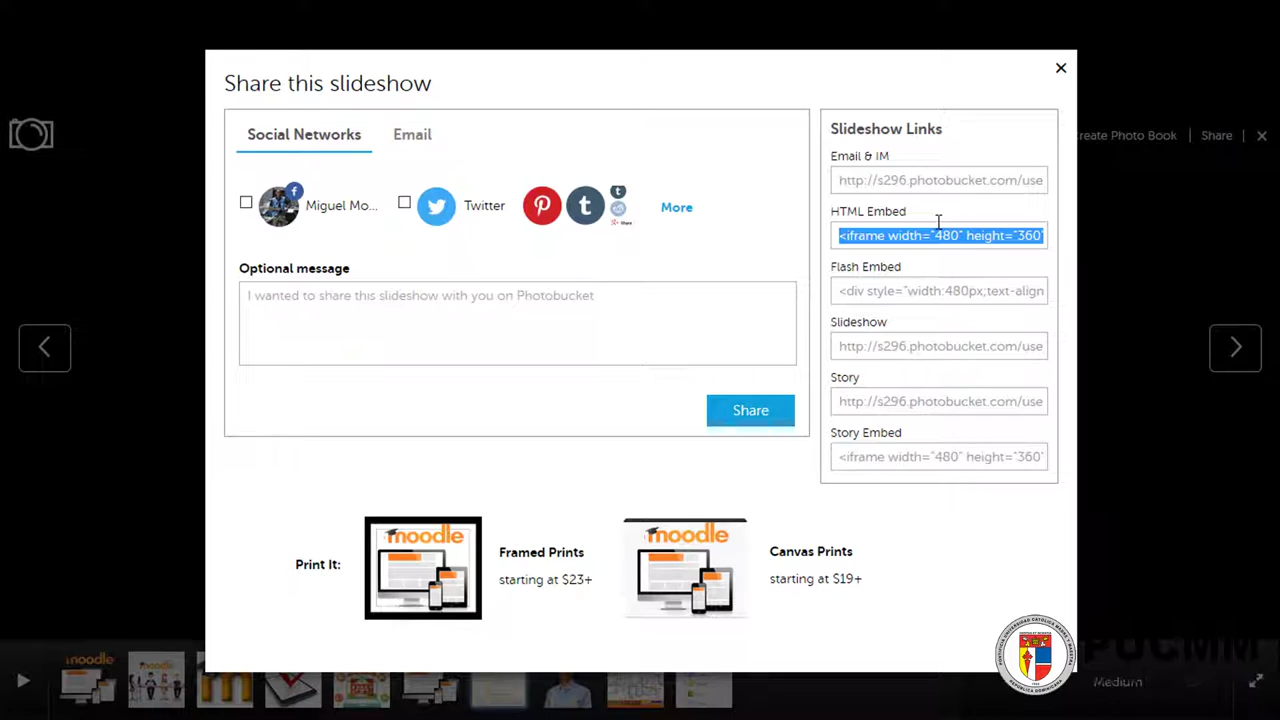 Share this slideshow
Create Photo Book
Share
Social Networks
Email
Miguel Mo...
Twitter
More
Optional message
I wanted to share this slideshow with you on Photobucket
Share
Slideshow Links
Email & IM
http://s296.photobucket.com/use
HTML Embed
<iframe width="480" height="360"
Flash Embed
<div style="width:480px;text-align
Slideshow
http://s296.photobucket.com/use
Story
http://s296.photobucket.com/use
Story Embed
<iframe width="480" height="360"
Print It:
moodle
Framed Prints
starting at $23+
moodle
Canvas Prints
starting at $19+
moodle
PUCMM
Medium